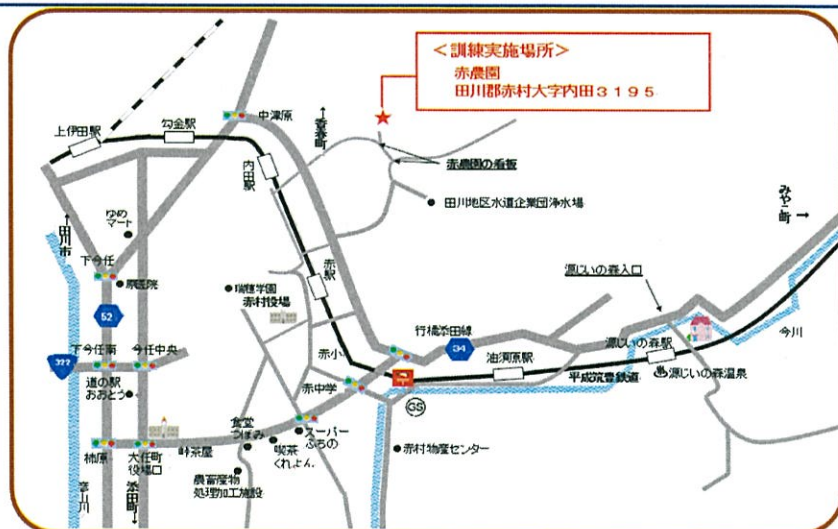 <訓練実施場所>
赤農園
田川郡赤村大字内田3195
中津原
↑香春町
上伊田駅
勾金駅
内田駅
赤農園の看板
田川地区水道企業団浄水場
みやこ町→
ゆめ
マート
↑田川市
下今任
原医院
52
瑞穂学園
赤村役場
赤駅
源じいの森入口
行橋添田線
34
今川
下今任南
今任中央
322
赤小
油須原駅
源じいの森駅
平成筑豊鉄道
源じいの森温泉
道の駅
おおとう
赤中学
GS
食堂
つぼみ
スーパー
ふろの
柿原
大任町
役場口
峠茶屋
喫茶
くれよん
赤村物産センター
農畜産物
処理加工施設
彦山川
添田町→